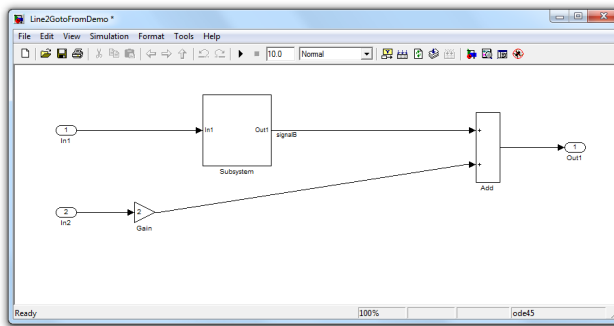 Line2GotoFromDemo *
File Edit View Simulation Format Tools Help
10.0 Normal
1
In1
In1 Out1
signalB
Subsystem
+
+
Add
1
Out1
2
In2
2
Gain
Ready 100% ode45